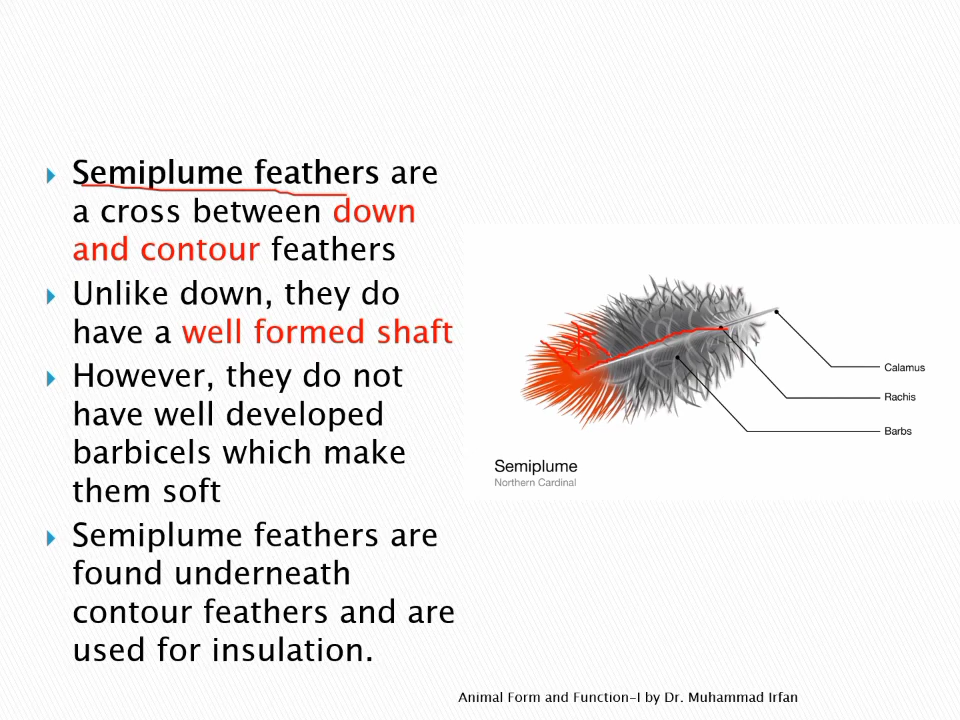 Semiplume feathers are
a cross between down
and contour feathers
Unlike down, they do
have a well formed shaft
However, they do not
have well developed
barbicels which make
them soft
Semiplume feathers are
found underneath
contour feathers and are
used for insulation.
Calamus
Rachis
Barbs
Semiplume
Northern Cardinal
Animal Form and Function-I by Dr. Muhammad Irfan